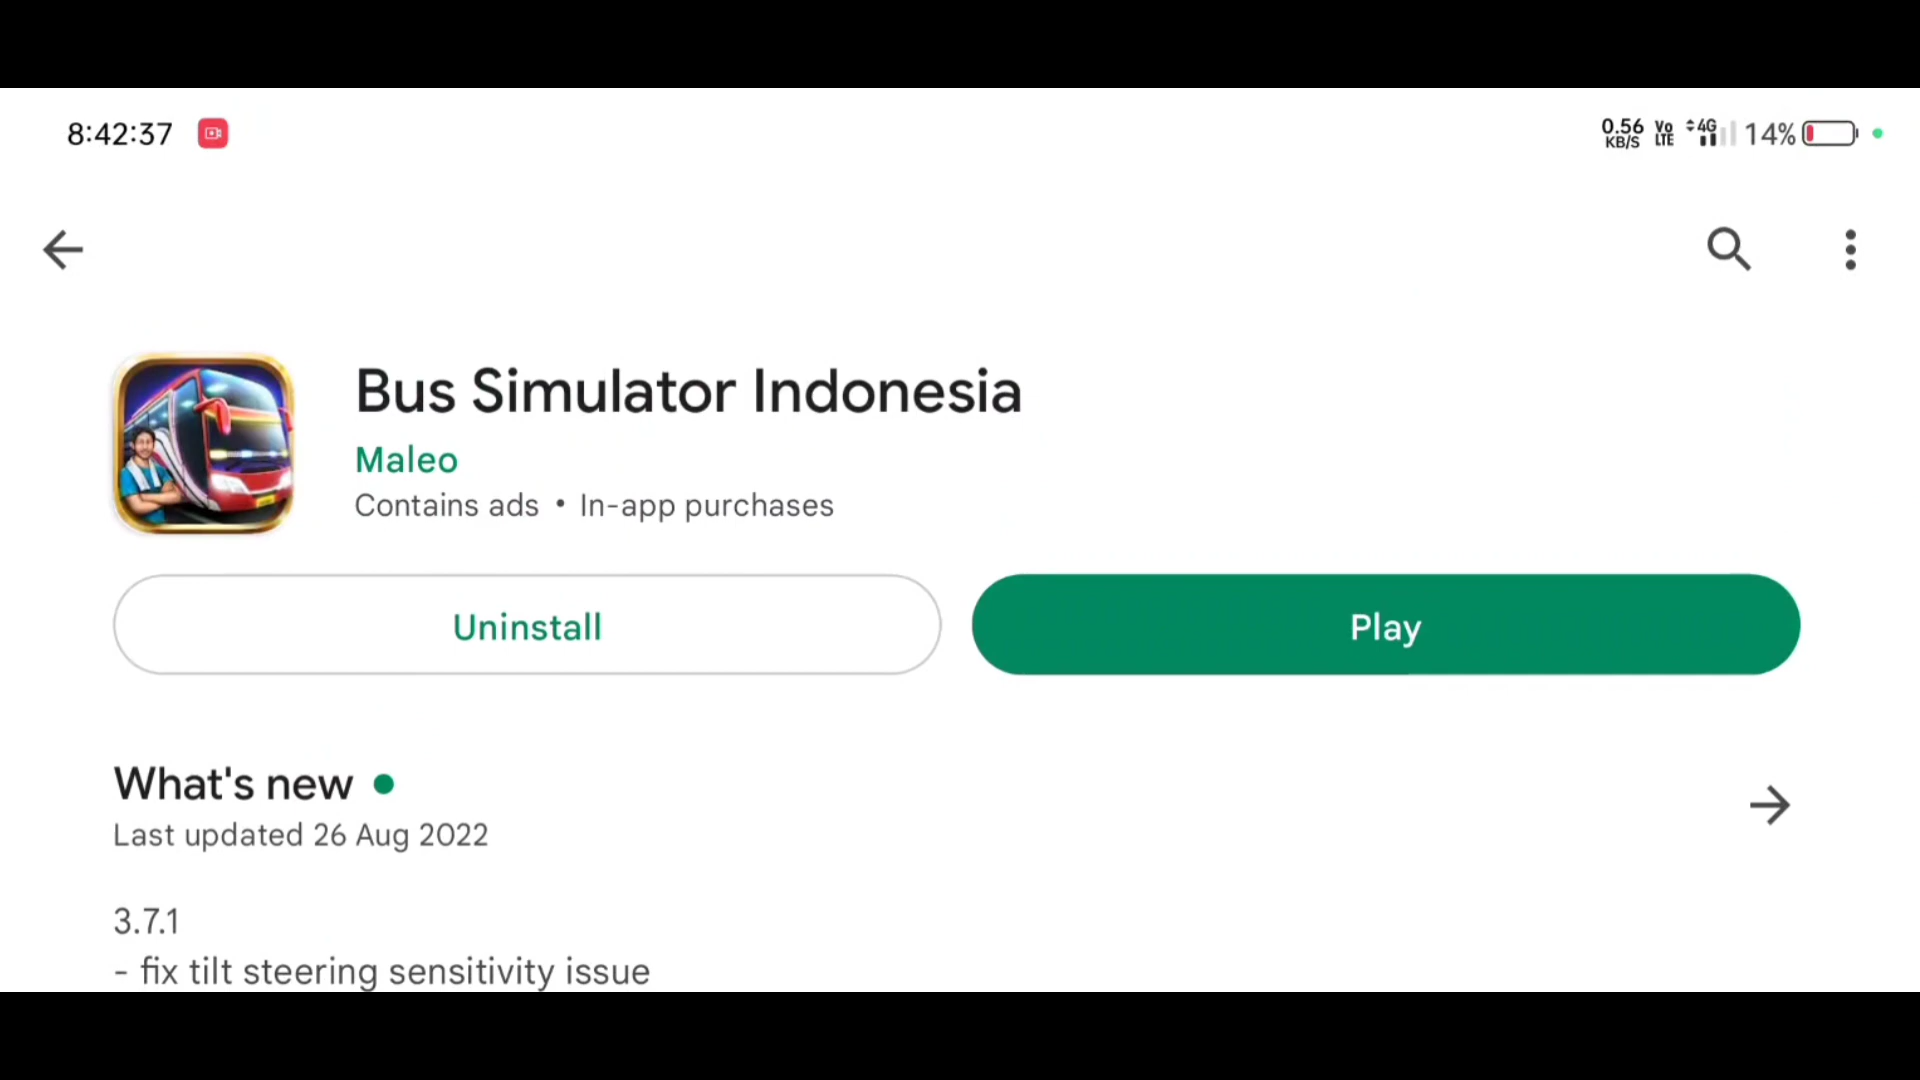 8:42:37
0.56 KB/S Vo LTE 4G 14%
Bus Simulator Indonesia
Maleo
Contains ads • In-app purchases
Uninstall
Play
What's new
Last updated 26 Aug 2022
3.7.1
- fix tilt steering sensitivity issue